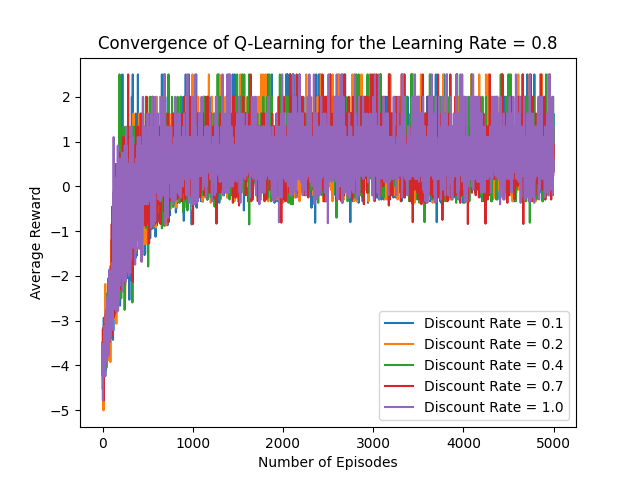 Convergence of Q-Learning for the Learning Rate = 0.8
Average Reward
2
1
0
−1
−2
−3
−4
−5
Discount Rate = 0.1
Discount Rate = 0.2
Discount Rate = 0.4
Discount Rate = 0.7
Discount Rate = 1.0
0 1000 2000 3000 4000 5000
Number of Episodes